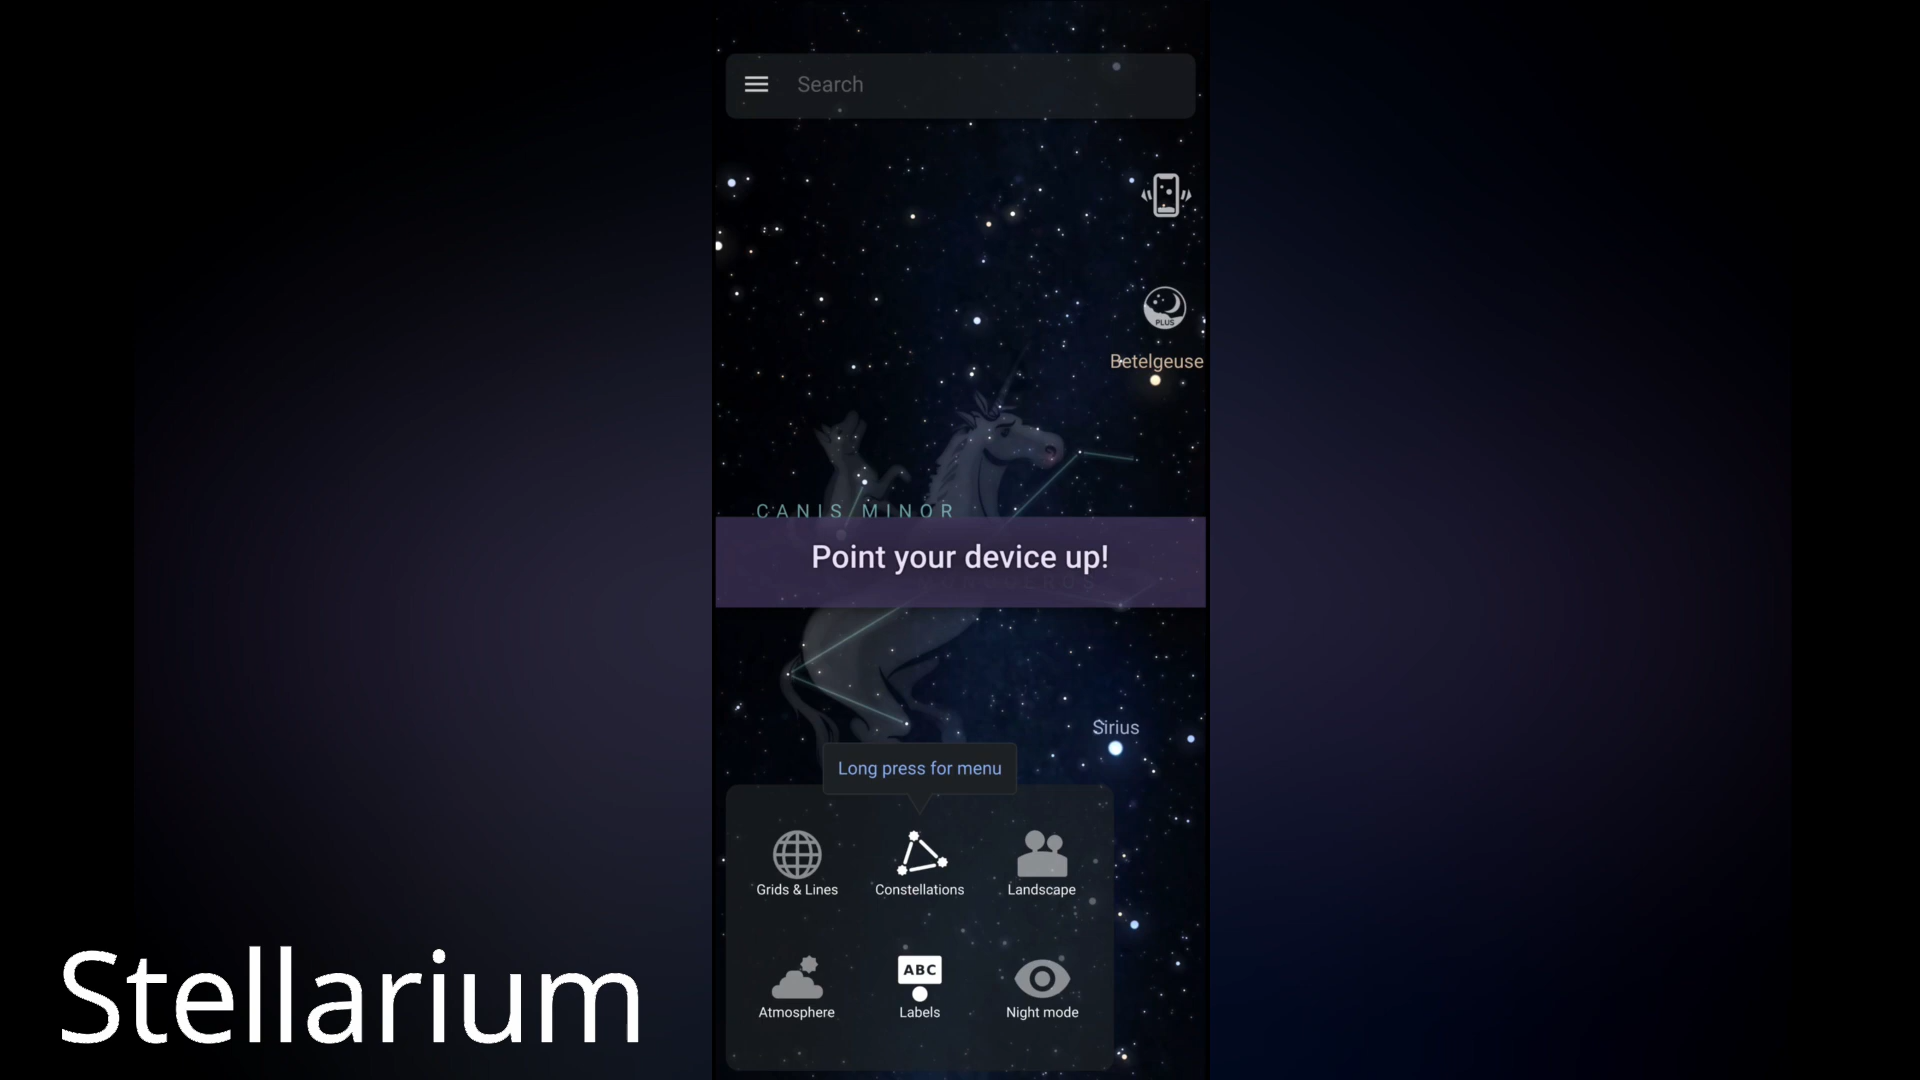 Search
PLUS
Betelgeuse
CANIS MINOR
Point your device up!
Sirius
Long press for menu
Grids & Lines
Constellations
Landscape
ABC
Atmosphere
Labels
Night mode
Stellarium